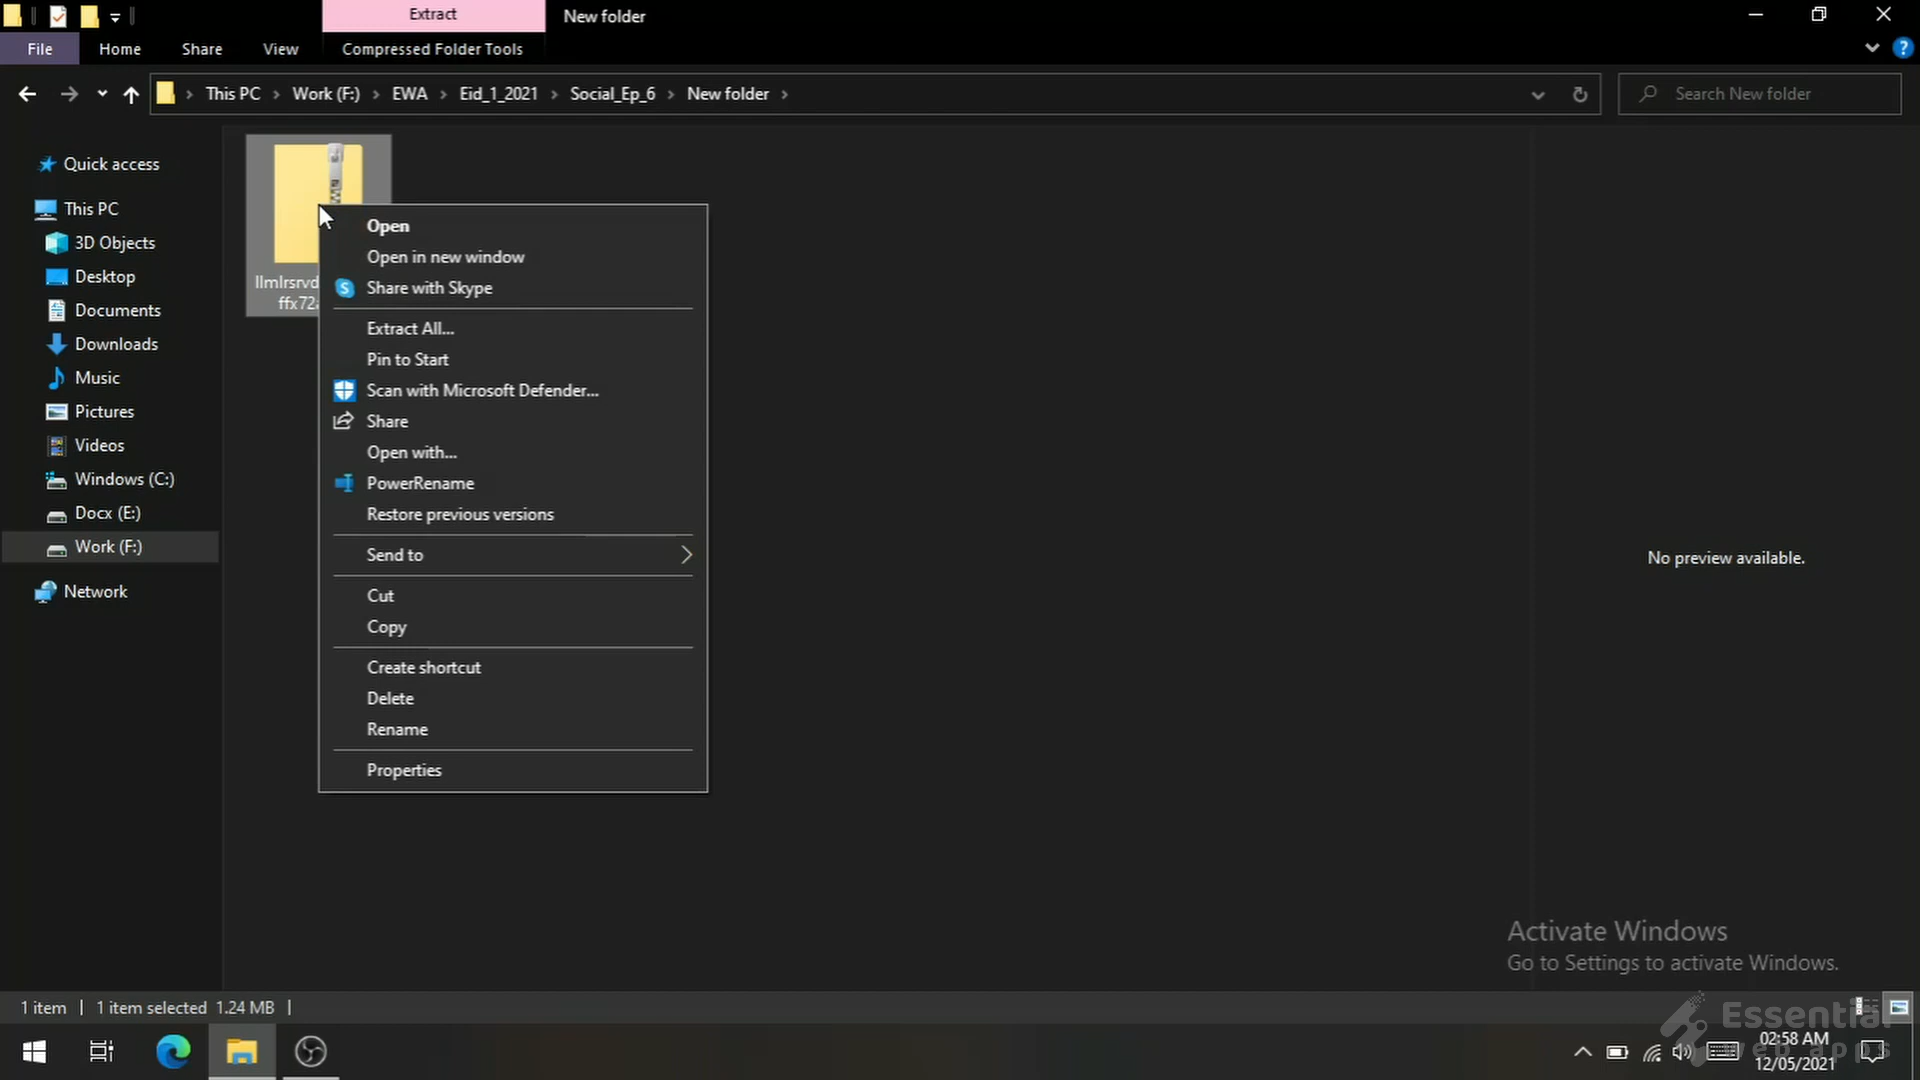 Extract
New folder
File
Home
Share
View
Compressed Folder Tools
This PC
Work (F:)
EWA
Eid_1_2021
Social_Ep_6
New folder
Search New folder
Quick access
This PC
3D Objects
Desktop
Documents
Downloads
Music
Pictures
Videos
Windows (C:)
Docx (E:)
Work (F:)
Network
ffx72
Open
Open in new window
Share with Skype
Extract All...
Pin to Start
Scan with Microsoft Defender...
Share
Open with...
PowerRename
Restore previous versions
Send to
Cut
Copy
Create shortcut
Delete
Rename
Properties
No preview available.
Activate Windows
Go to Settings to activate Windows.
1 item
1 item selected 1.24 MB
Essential
web apps
02:58 AM
12/05/2021